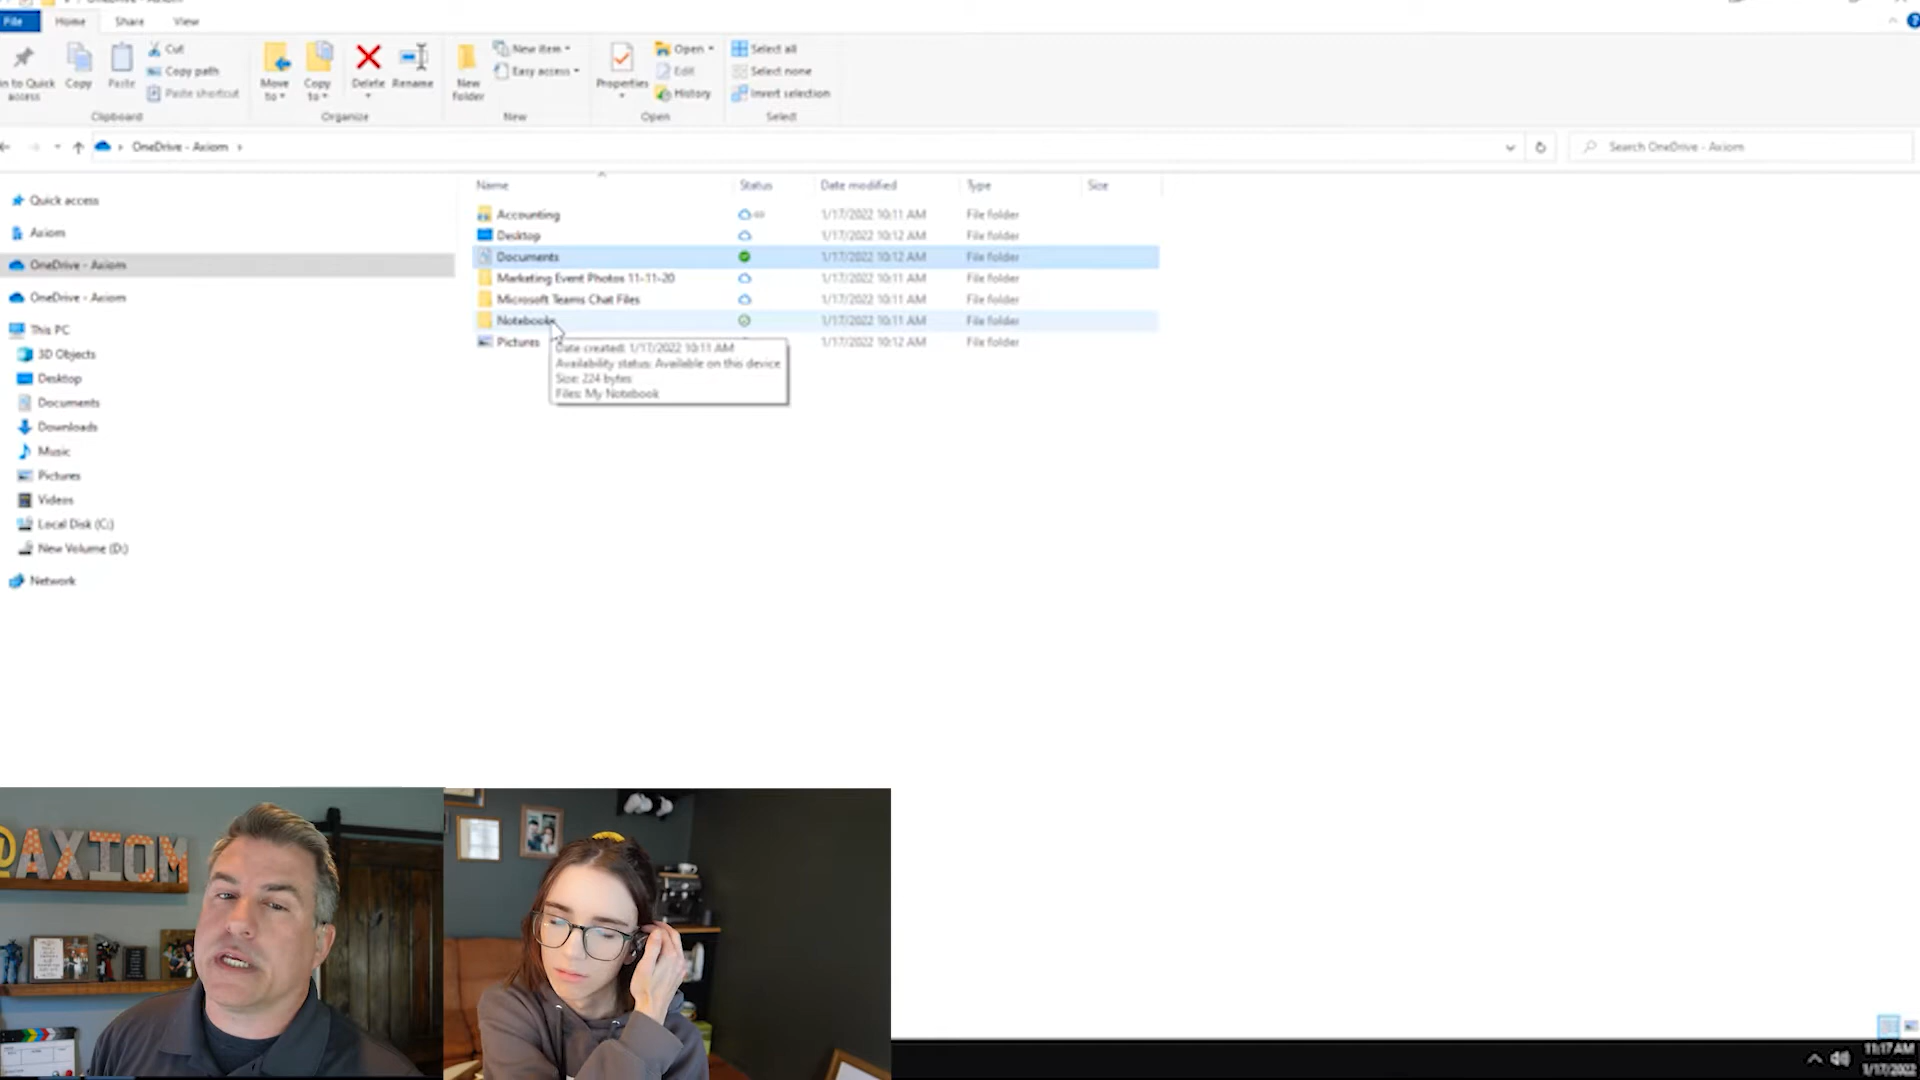 OneDrive - Axiom
File Home Share View
in to Quick access
Copy
Paste
Cut
Copy path
Paste shortcut
Clipboard
Move to
Copy to
Delete
Rename
Organize
New folder
New item
Easy access
New
Properties
Open
Edit
History
Open
Select all
Select none
Invert selection
Select
OneDrive - Axiom
Search OneDrive - Axiom
Quick access
Axiom
OneDrive - Axiom
OneDrive - Axiom
This PC
3D Objects
Desktop
Documents
Downloads
Music
Pictures
Videos
Local Disk (C:)
New Volume (D:)
Network
Name Status Date modified Type Size
Accounting 1/17/2022 10:11 AM File folder
Desktop 1/17/2022 10:12 AM File folder
Documents 1/17/2022 10:12 AM File folder
Marketing Event Photos 11-11-20 1/17/2022 10:11 AM File folder
Microsoft Teams Chat Files 1/17/2022 10:11 AM File folder
Notebooks 1/17/2022 10:11 AM File folder
Pictures 1/17/2022 10:12 AM File folder
Date created: 1/17/2022 10:11 AM
Availability status: Available on this device
Size: 224 bytes
Files: My Notebook
@AXIOM
11:17 AM
1/17/2022